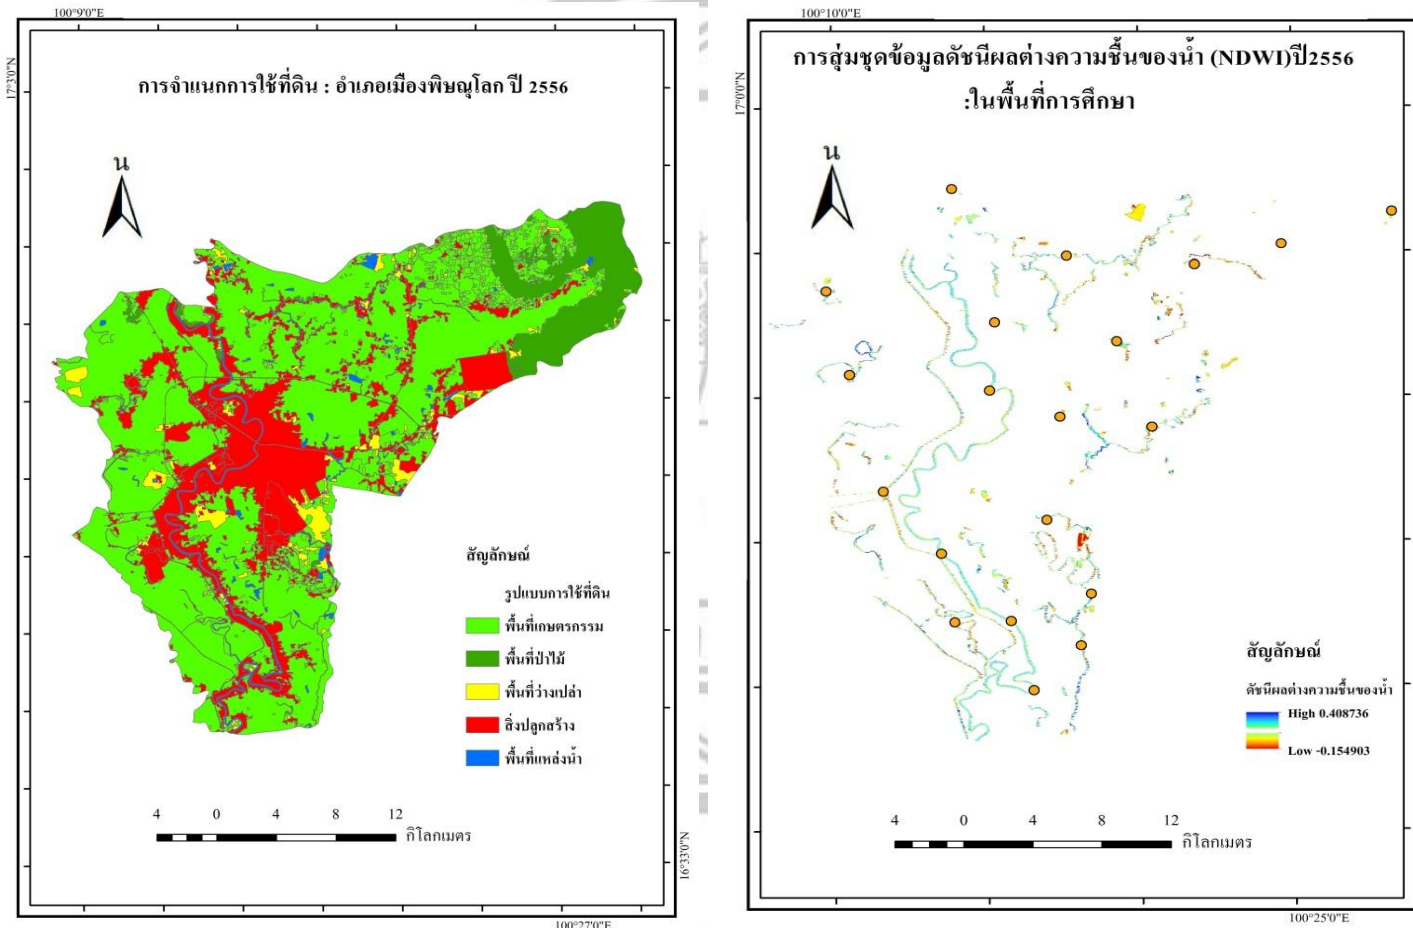 100°9'0"E
17°3'0"N
การจำแนกการใช้ที่ดิน : อำเภอเมืองพิษณุโลก ปี 2556
น
สัญลักษณ์
รูปแบบการใช้ที่ดิน
พื้นที่เกษตรกรรม
พื้นที่ป่าไม้
พื้นที่ว่างเปล่า
สิ่งปลูกสร้าง
พื้นที่แหล่งน้ำ
4 0 4 8 12
กิโลกเมตร
16°33'0"N
100°27'0"E
100°10'0"E
17°0'0"N
การสุ่มชุดข้อมูลดัชนีผลต่างความชื้นของน้ำ (NDWI)ปี2556
:ในพื้นที่การศึกษา
น
สัญลักษณ์
ดัชนีผลต่างความชื้นของน้ำ
High 0.408736
Low -0.154903
4 0 4 8 12
กิโลกเมตร
100°25'0"E